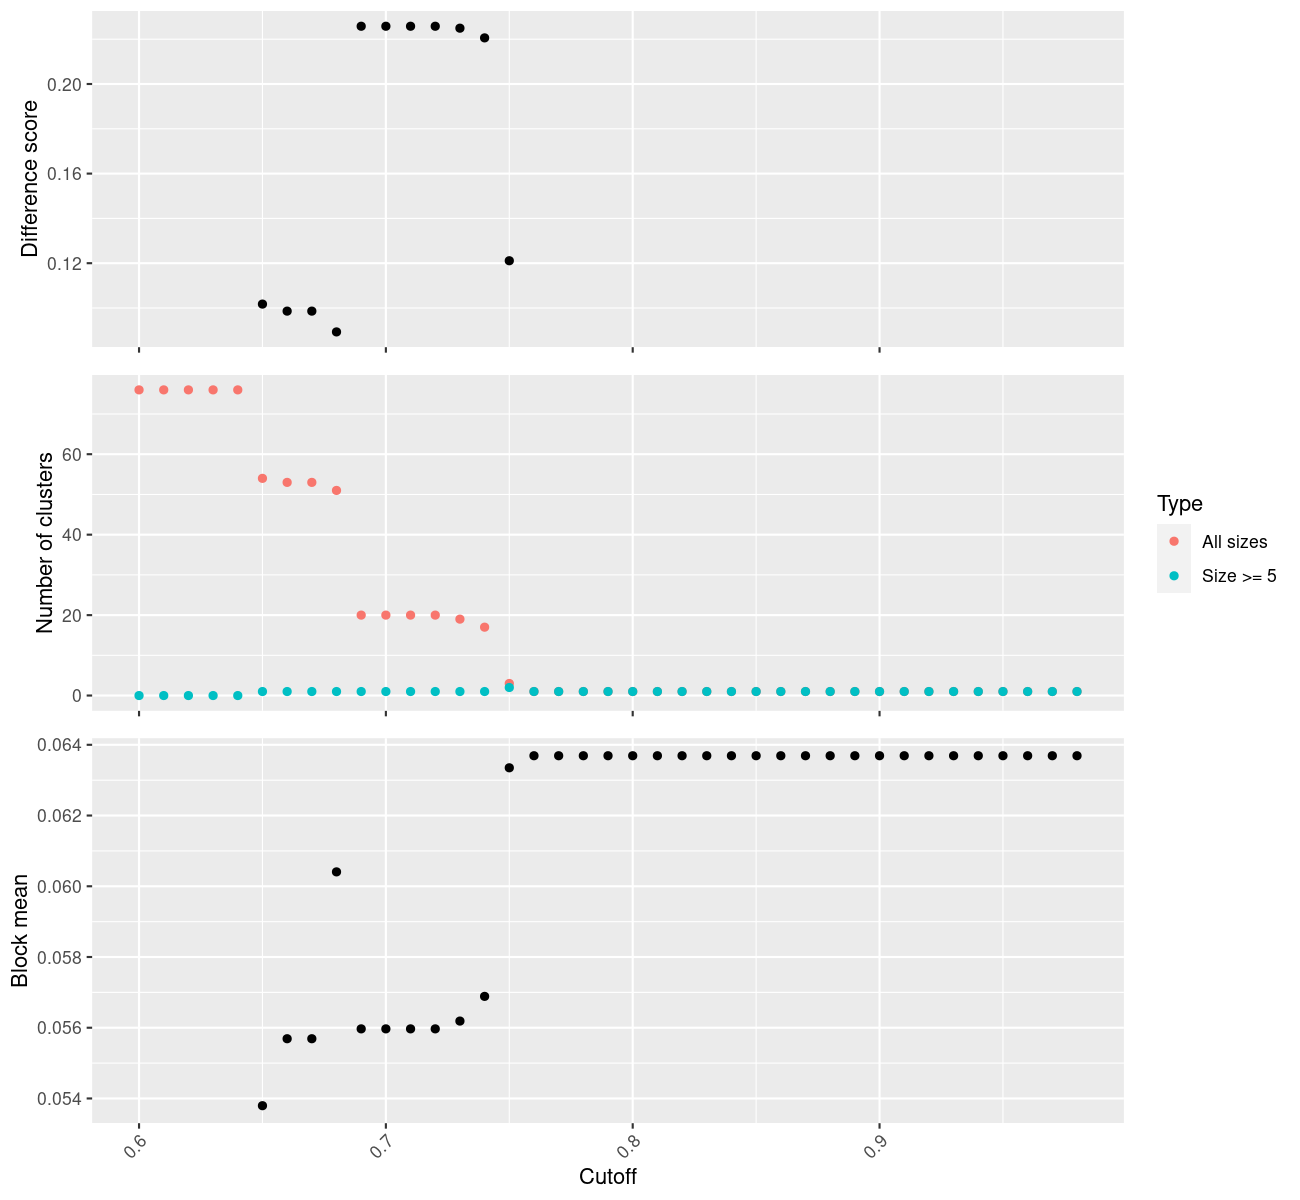 Difference score
0.20
0.16
0.12
Number of clusters
60
40
20
0
Type
All sizes
Size >= 5
Block mean
0.064
0.062
0.060
0.058
0.056
0.054
0.6
0.7
0.8
0.9
Cutoff